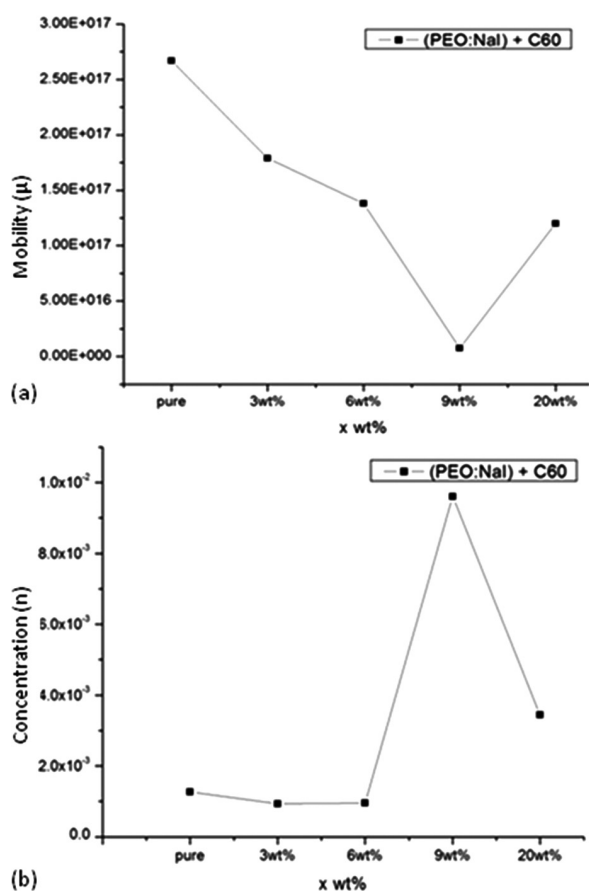 3.00E+017
(PEO:NaI) + C60
2.50E+017
2.00E+017
1.50E+017
1.00E+017
5.00E+016
0.00E+000
Mobility (μ)
(a)
pure 3wt% 6wt% 9wt% 20wt%
x wt%
(PEO:NaI) + C60
1.0x10⁻²
8.0x10⁻³
6.0x10⁻³
4.0x10⁻³
2.0x10⁻³
0.0
Concentration (n)
pure 3wt% 6wt% 9wt% 20wt%
(b)
x wt%